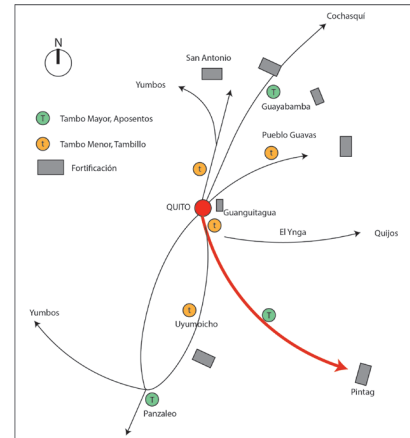 Cochasquí
N
San Antonio
Yumbos
T
Guayabamba
T Tambo Mayor, Aposentos
t Tambo Menor, Tambillo
Pueblo Guavas
t
Fortificación
t
QUITO
Guanguitagua
t
El Ynga
Quijos
Yumbos
t
Uyumbicho
T
Pintag
T
Panzaleo